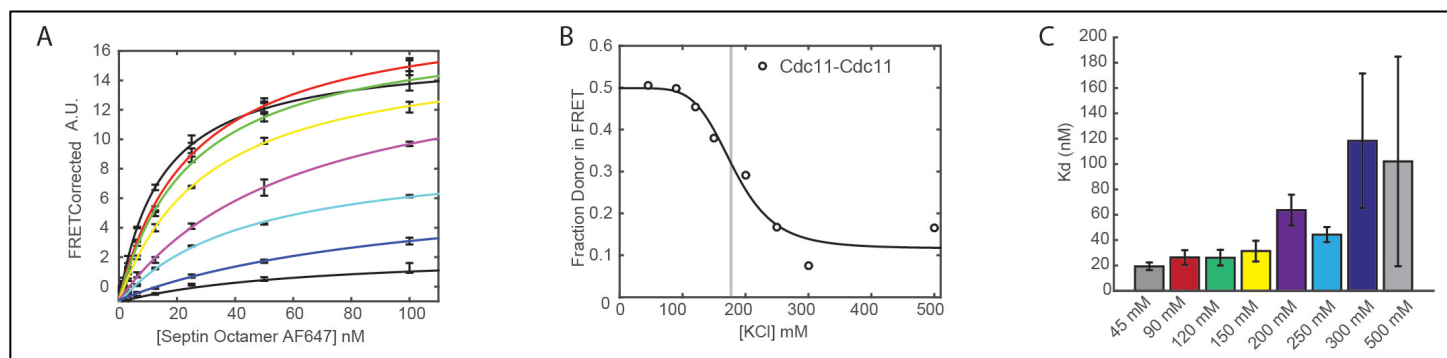 A
FRETCorrected A.U.
16
14
12
10
8
6
4
2
0
0 20 40 60 80 100
[Septin Octamer AF647] nM
B
Fraction Donor in FRET
0.6
0.5
0.4
0.3
0.2
0.1
0
0 100 200 300 400 500
[KCl] mM
Cdc11-Cdc11
C
Kd (nM)
200
180
160
140
120
100
80
60
40
20
0
45 mM
90 mM
120 mM
150 mM
200 mM
250 mM
300 mM
500 mM